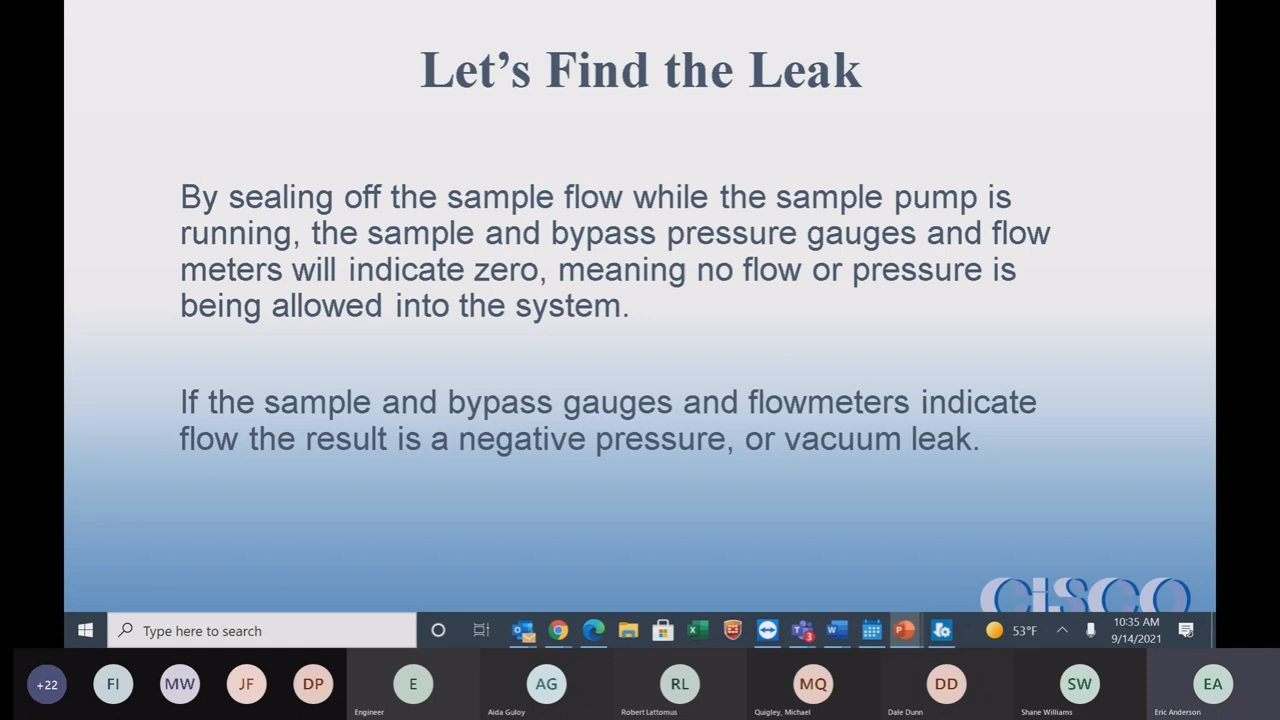 Let's Find the Leak
By sealing off the sample flow while the sample pump is
running, the sample and bypass pressure gauges and flow
meters will indicate zero, meaning no flow or pressure is
being allowed into the system.
If the sample and bypass gauges and flowmeters indicate
flow the result is a negative pressure, or vacuum leak.
CiSCO
Type here to search
3
53°F
10:35 AM
9/14/2021
+22
FI
MW
JF
DP
E
AG
RL
MQ
DD
SW
EA
Engineer
Aida Guloy
Robert Lattomus
Quigley, Michael
Dale Dunn
Shane Williams
Eric Anderson